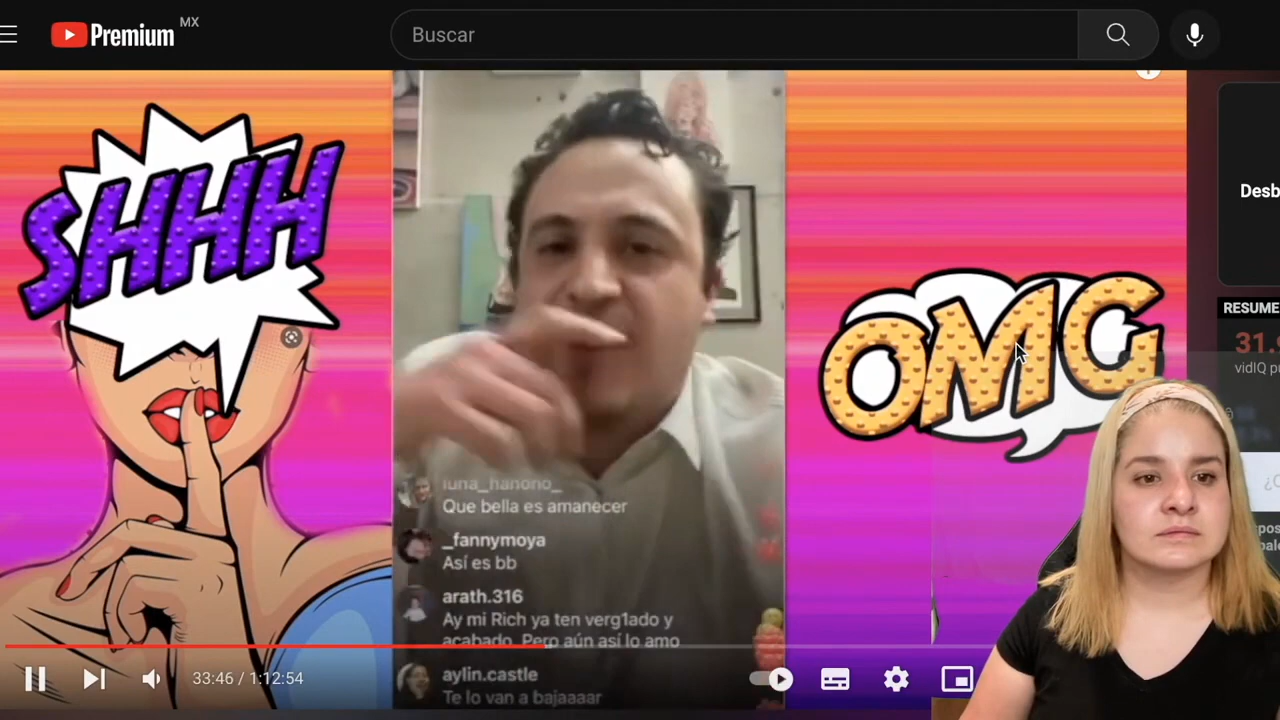 Premium MX
Buscar
SHHH
OMG
Desb
RESUME
31.
vidIQ
luna_hanono_
Que bella es amanecer
_fannymoya
Así es bb
arath.316
Ay mi Rich ya ten verg1ado y
acabado. Pero aún así lo amo
aylin.castle
Te lo van a bajaaaar
33:46 / 1:12:54